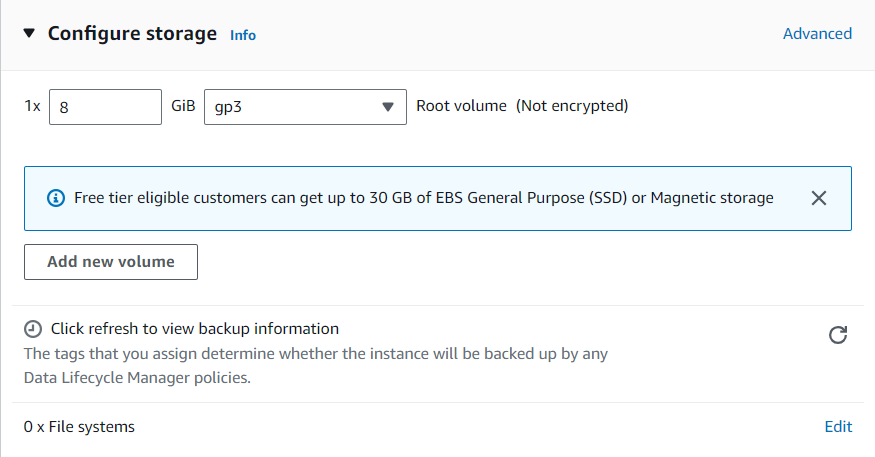 Configure storage Info Advanced
1x 8 GiB gp3 Root volume (Not encrypted)
Free tier eligible customers can get up to 30 GB of EBS General Purpose (SSD) or Magnetic storage
Add new volume
Click refresh to view backup information
The tags that you assign determine whether the instance will be backed up by any
Data Lifecycle Manager policies.
0 x File systems Edit